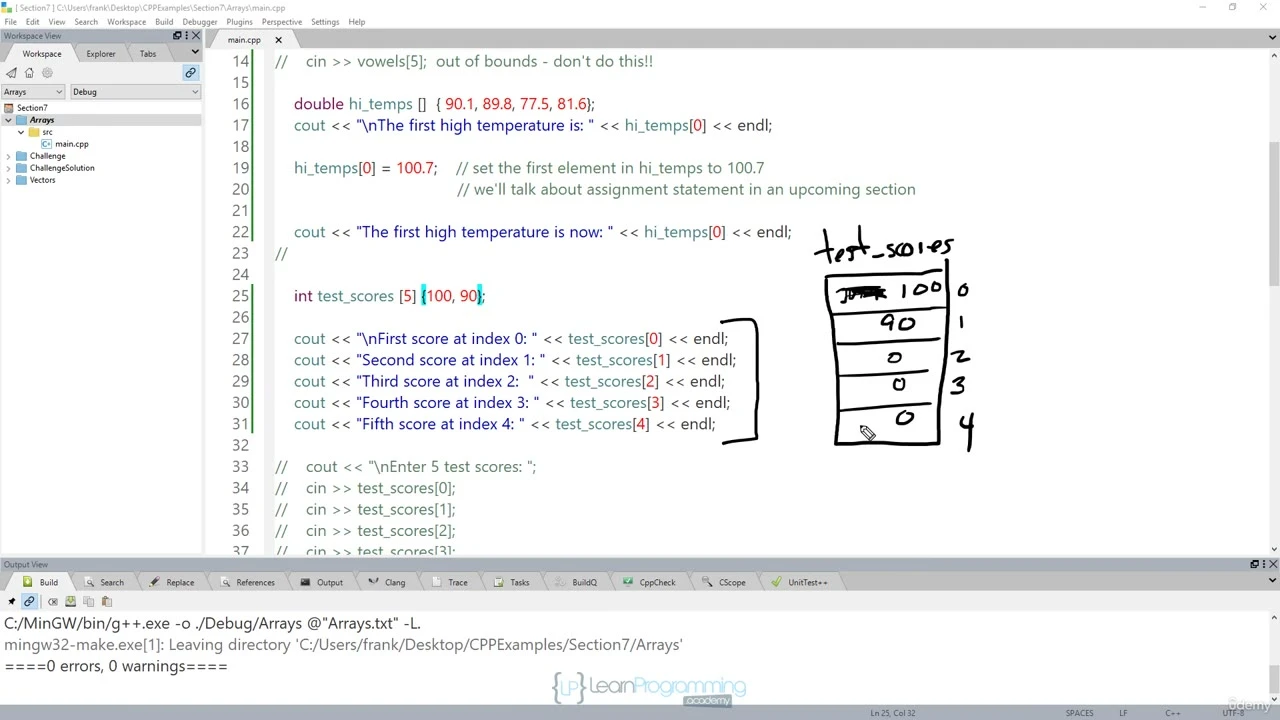 [ Section7 ] C:\Users\frank\Desktop\CPPExamples\Section7\Arrays\main.cpp
File Edit View Search Workspace Build Debugger Plugins Perspective Settings Help
Workspace View
Workspace Explorer Tabs
Arrays Debug
Section7
Arrays
src
main.cpp
Challenge
ChallengeSolution
Vectors
main.cpp
14 // cin >> vowels[5]; out of bounds - don't do this!!
15
16 double hi_temps [] { 90.1, 89.8, 77.5, 81.6};
17 cout << "\nThe first high temperature is: " << hi_temps[0] << endl;
18
19 hi_temps[0] = 100.7; // set the first element in hi_temps to 100.7
20 // we'll talk about assignment statement in an upcoming section
21
22 cout << "The first high temperature is now: " << hi_temps[0] << endl;
23 //
24
25 int test_scores [5] {100, 90};
26
27 cout << "\nFirst score at index 0: " << test_scores[0] << endl;
28 cout << "Second score at index 1: " << test_scores[1] << endl;
29 cout << "Third score at index 2: " << test_scores[2] << endl;
30 cout << "Fourth score at index 3: " << test_scores[3] << endl;
31 cout << "Fifth score at index 4: " << test_scores[4] << endl;
32
33 // cout << "\nEnter 5 test scores: ";
34 // cin >> test_scores[0];
35 // cin >> test_scores[1];
36 // cin >> test_scores[2];
37 // cin >> test_scores[3];
test_scores
100 0
90 1
0 2
0 3
0 4
Output View
Build Search Replace References Output Clang Trace Tasks BuildQ CppCheck CScope UnitTest++
C:/MinGW/bin/g++.exe -o ./Debug/Arrays @"Arrays.txt" -L.
mingw32-make.exe[1]: Leaving directory 'C:/Users/frank/Desktop/CPPExamples/Section7/Arrays'
====0 errors, 0 warnings====
{LP} LearnProgramming
academy
Ln 25, Col 32 SPACES LF C++ UTF-8
ûdemy